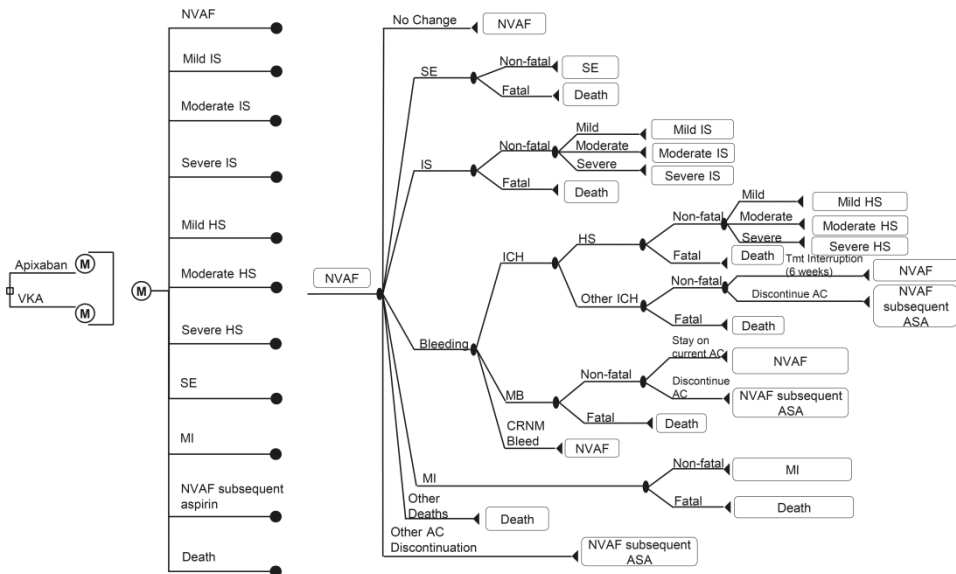 Apixaban
M
VKA
M
M
NVAF
Mild IS
Moderate IS
Severe IS
Mild HS
Moderate HS
Severe HS
SE
MI
NVAF subsequent
aspirin
Death
NVAF
No Change
NVAF
SE
Non-fatal
SE
Fatal
Death
IS
Non-fatal
Mild
Mild IS
Moderate
Moderate IS
Severe
Severe IS
Fatal
Death
Bleeding
ICH
HS
Non-fatal
Mild
Mild HS
Moderate
Moderate HS
Severe
Severe HS
Fatal
Death
Other ICH
Non-fatal
Tmt Interruption
(6 weeks)
NVAF
Discontinue AC
NVAF
subsequent
ASA
Fatal
Death
MB
Non-fatal
Stay on
current AC
NVAF
Discontinue
AC
NVAF subsequent
ASA
Fatal
Death
CRNM
Bleed
NVAF
MI
Non-fatal
MI
Fatal
Death
Other
Deaths
Death
Other AC
Discontinuation
NVAF subsequent
ASA